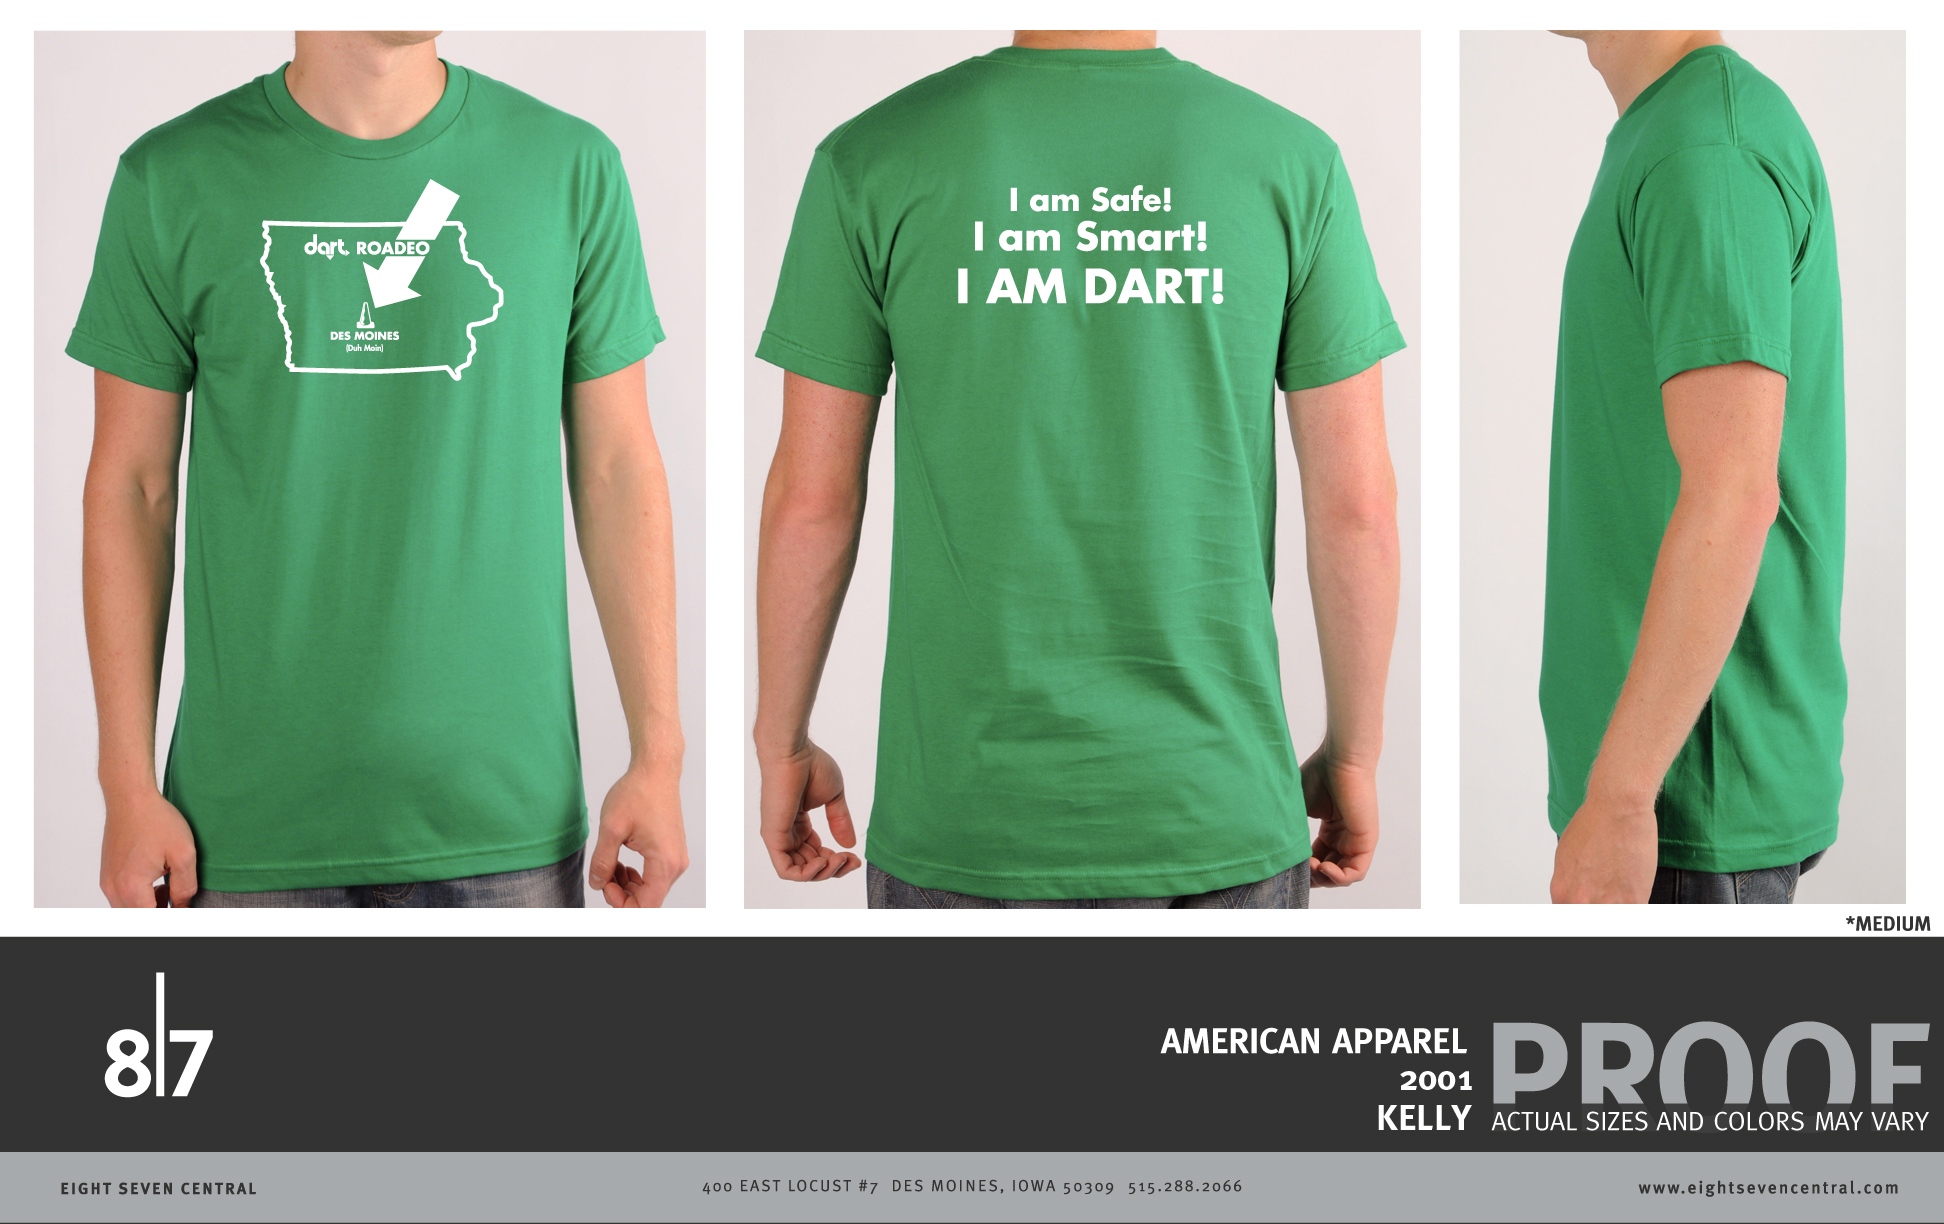 dart ROADEO
DES MOINES
(Duh Moin)
I am Safe!
I am Smart!
I AM DART!
*MEDIUM
8|7
AMERICAN APPAREL
2001
KELLY
PROOF
ACTUAL SIZES AND COLORS MAY VARY
EIGHT SEVEN CENTRAL
400 EAST LOCUST #7 DES MOINES, IOWA 50309 515.288.2066
www.eightsevencentral.com